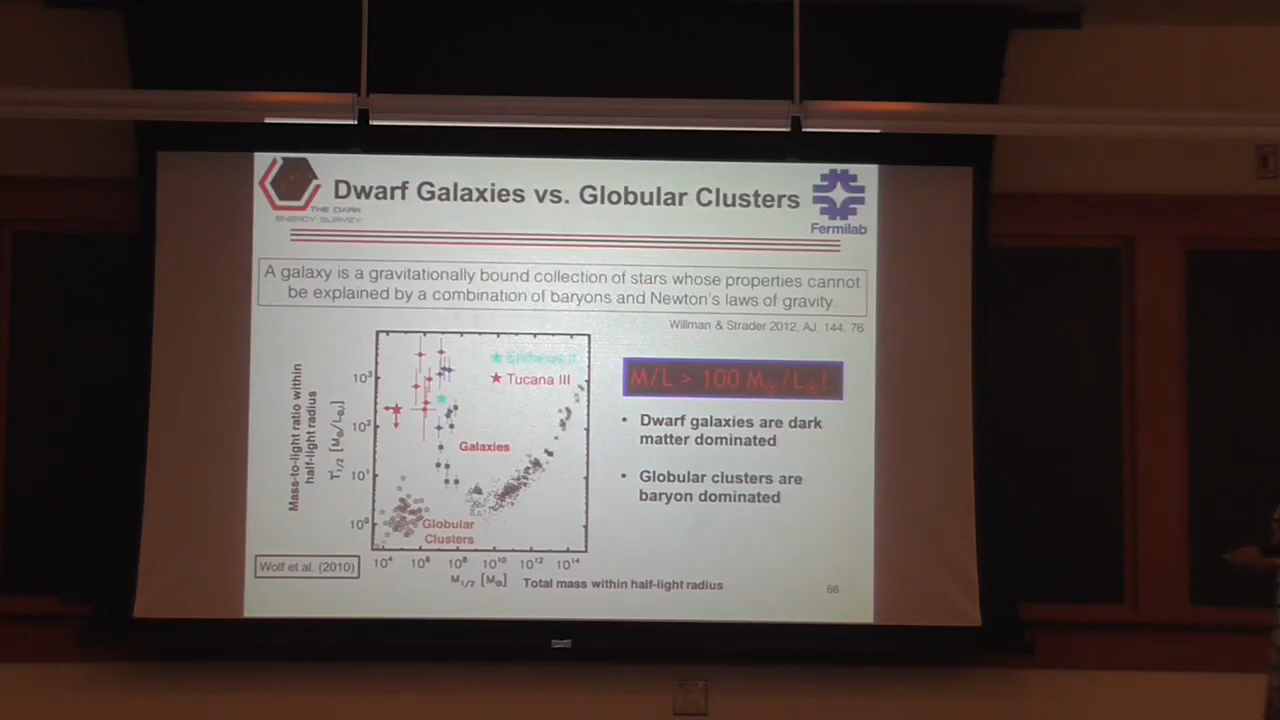 Dwarf Galaxies vs. Globular Clusters
THE DARK
ENERGY SURVEY
Fermilab
A galaxy is a gravitationally bound collection of stars whose properties cannot
be explained by a combination of baryons and Newton's laws of gravity.
Willman & Strader 2012, AJ, 144, 76
Mass-to-light ratio within
half-light radius
ϒ1/2 [M⊙/L⊙]
10³
10²
10¹
10⁰
Tucana III
Galaxies
Globular
Clusters
10⁴ 10⁶ 10⁸ 10¹⁰ 10¹² 10¹⁴
M1/2 [M⊙]
Total mass within half-light radius
Wolf et al. (2010)
M/L > 100 M⊙/L⊙!
• Dwarf galaxies are dark
matter dominated
• Globular clusters are
baryon dominated
66